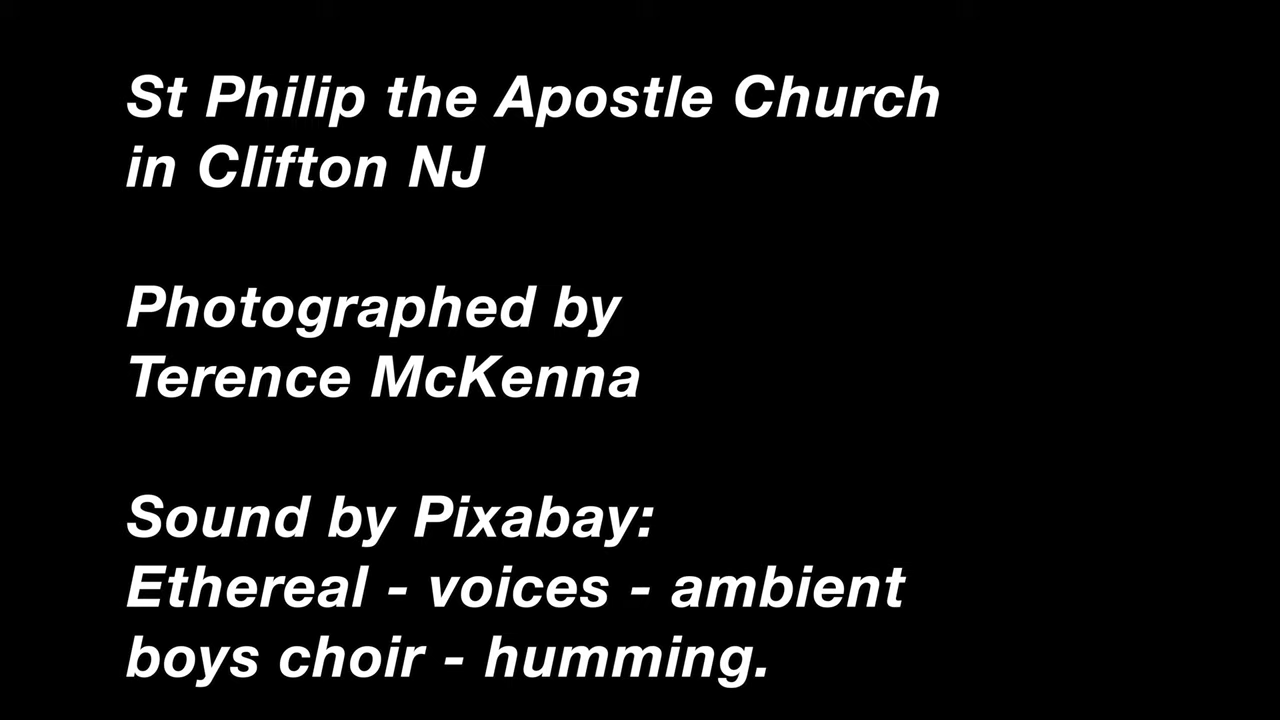 St Philip the Apostle Church
in Clifton NJ
Photographed by
Terence McKenna
Sound by Pixabay:
Ethereal - voices - ambient
boys choir - humming.